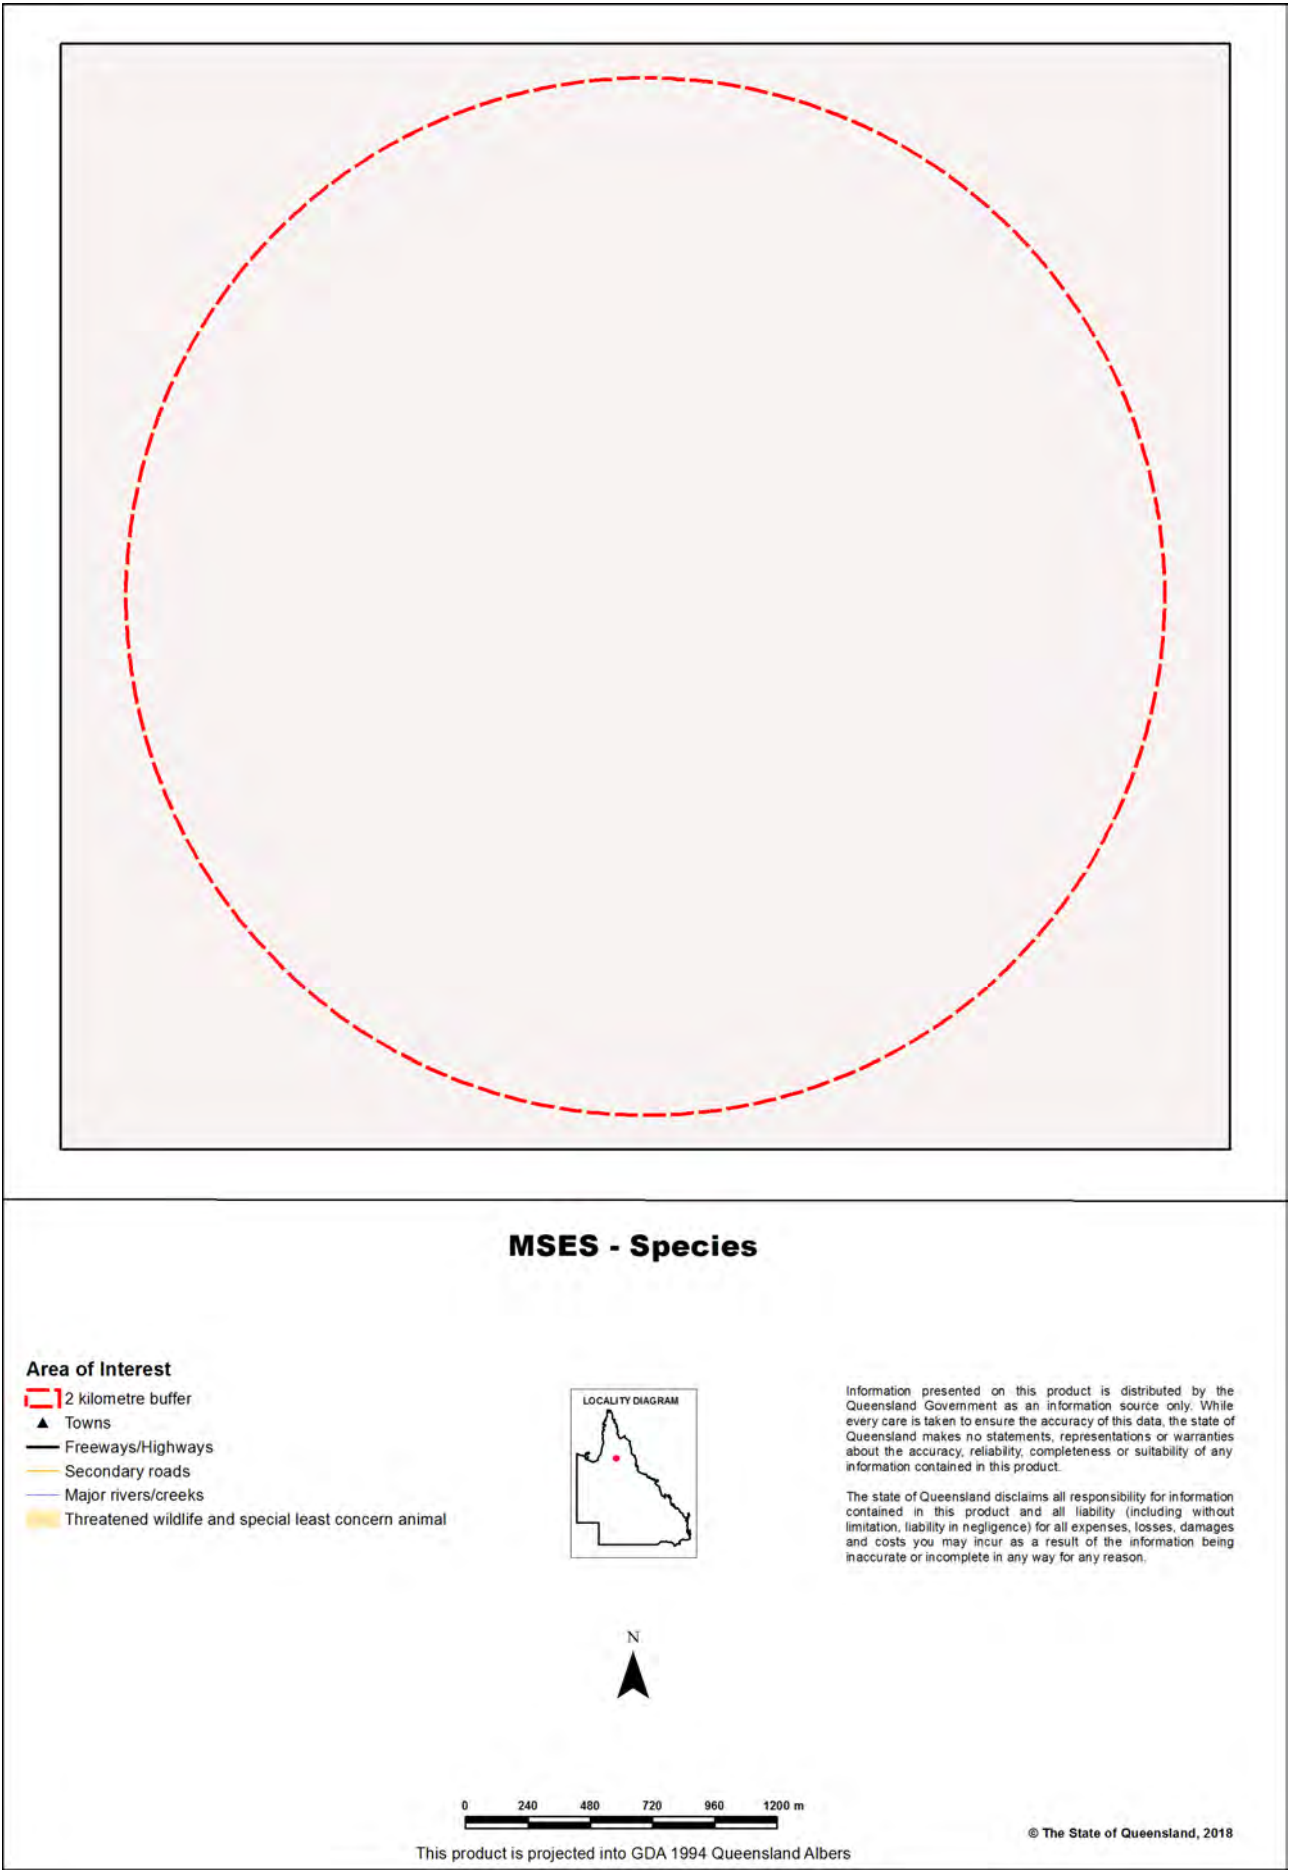 MSES - Species
Area of Interest
2 kilometre buffer
Towns
Freeways/Highways
Secondary roads
Major rivers/creeks
Threatened wildlife and special least concern animal
LOCALITY DIAGRAM
Information presented on this product is distributed by the
Queensland Government as an information source only. While
every care is taken to ensure the accuracy of this data, the state of
Queensland makes no statements, representations or warranties
about the accuracy, reliability, completeness or suitability of any
information contained in this product.
The state of Queensland disclaims all responsibility for information
contained in this product and all liability (including without
limitation, liability in negligence) for all expenses, losses, damages
and costs you may incur as a result of the information being
inaccurate or incomplete in any way for any reason.
N
0 240 480 720 960 1200 m
This product is projected into GDA 1994 Queensland Albers
© The State of Queensland, 2018